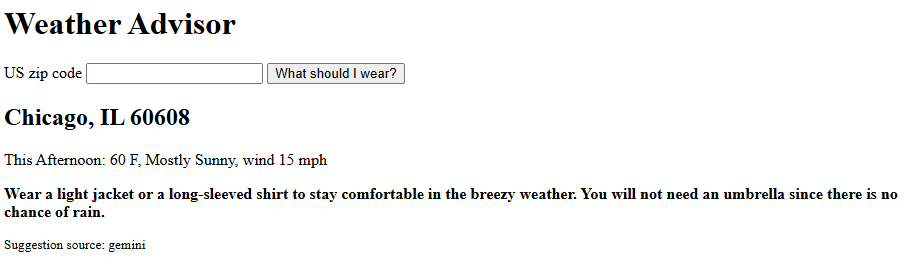 Weather Advisor
US zip code What should I wear?
Chicago, IL 60608
This Afternoon: 60 F, Mostly Sunny, wind 15 mph
Wear a light jacket or a long-sleeved shirt to stay comfortable in the breezy weather. You will not need an umbrella since there is no
chance of rain.
Suggestion source: gemini